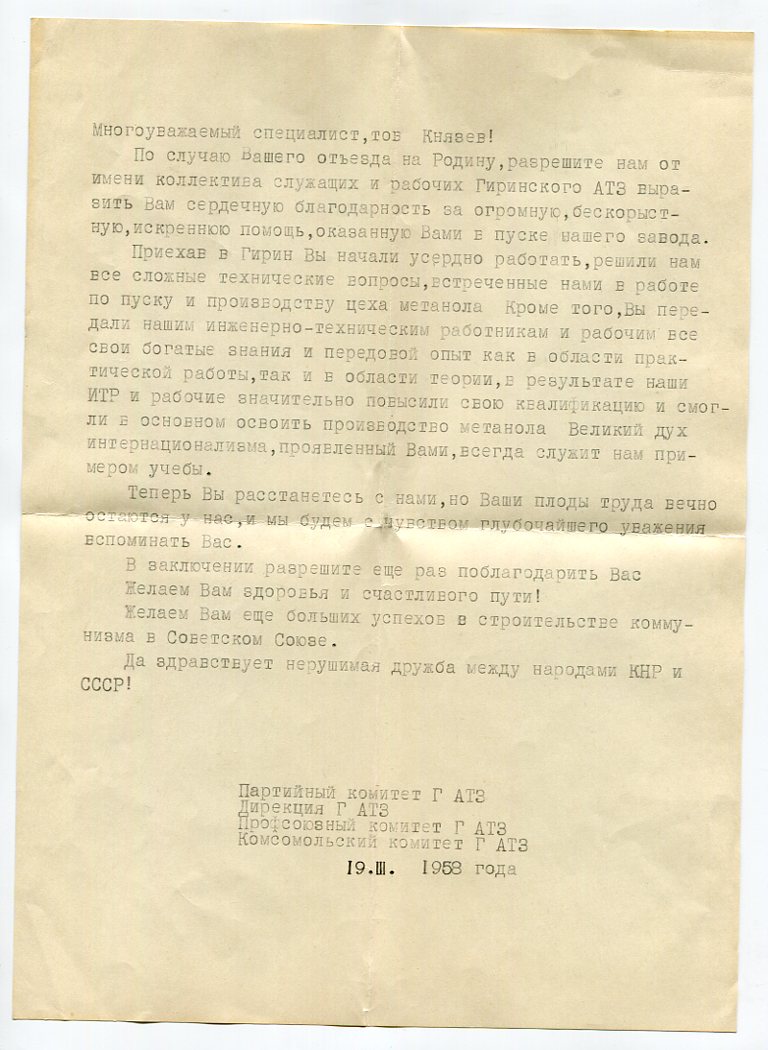 Многоуважаемый специалист,тов Князев!
По случаю Вашего отъезда на Родину,разрешите нам от
имени коллектива служащих и рабочих Гиринского АТЗ выра-
зить Вам сердечную благодарность за огромную,бескорыст-
ную,искреннюю помощь,оказанную Вами в пуске нашего завода.
Приехав в Гирин Вы начали усердно работать,решили нам
все сложные технические вопросы,встреченные нами в работе
по пуску и производству цеха метанола Кроме того,Вы пере-
дали нашим инженерно-техническим работникам и рабочим все
свои богатые знания и передовой опыт как в области прак-
тической работы,так и в области теории,в результате наши
ИТР и рабочие значительно повысили свою квалификацию и смог-
ли в основном освоить производство метанола Великий дух
интернационализма,проявленный Вами,всегда служит нам при-
мером учебы.
Теперь Вы расстанетесь с нами,но Ваши плоды труда вечно
остаются у нас,и мы будем с чувством глубочайшего уважения
вспоминать Вас.
В заключении разрешите еще раз поблагодарить Вас
Желаем Вам здоровья и счастливого пути!
Желаем Вам еще больших успехов в строительстве комму-
низма в Советском Союзе.
Да здравствует нерушимая дружба между народами КНР и
СССР!
Партийный комитет Г АТЗ
Дирекция Г АТЗ
Профсоюзный комитет Г АТЗ
Комсомольский комитет Г АТЗ
19.III. 1958 года